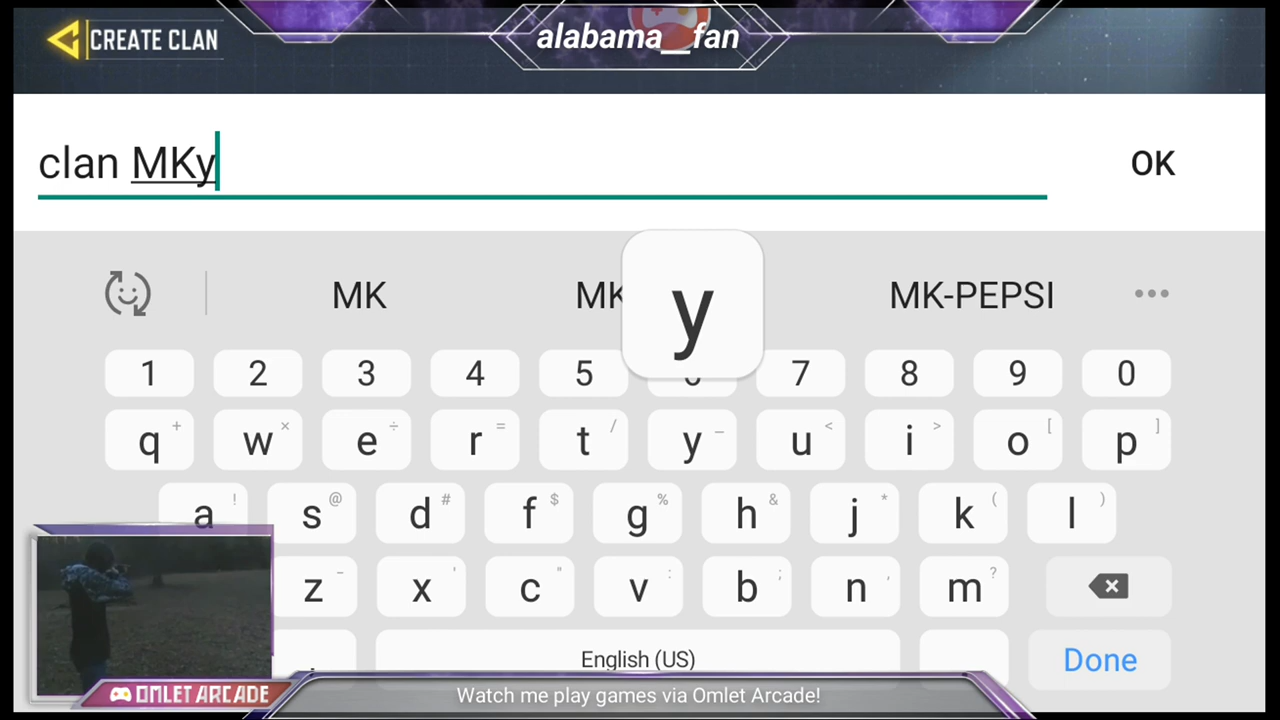 CREATE CLAN
alabama__fan
clan MKy
OK
MK MK MK-PEPSI
y
1 2 3 4 5 7 8 9 0
q + w × e ÷ r = t / y _ u < i > o [ p ]
a ! s @ d # f $ g % h & j * k ( l )
z - x ' c " v : b ; n , m ?
English (US) Done
OMLET ARCADE
Watch me play games via Omlet Arcade!